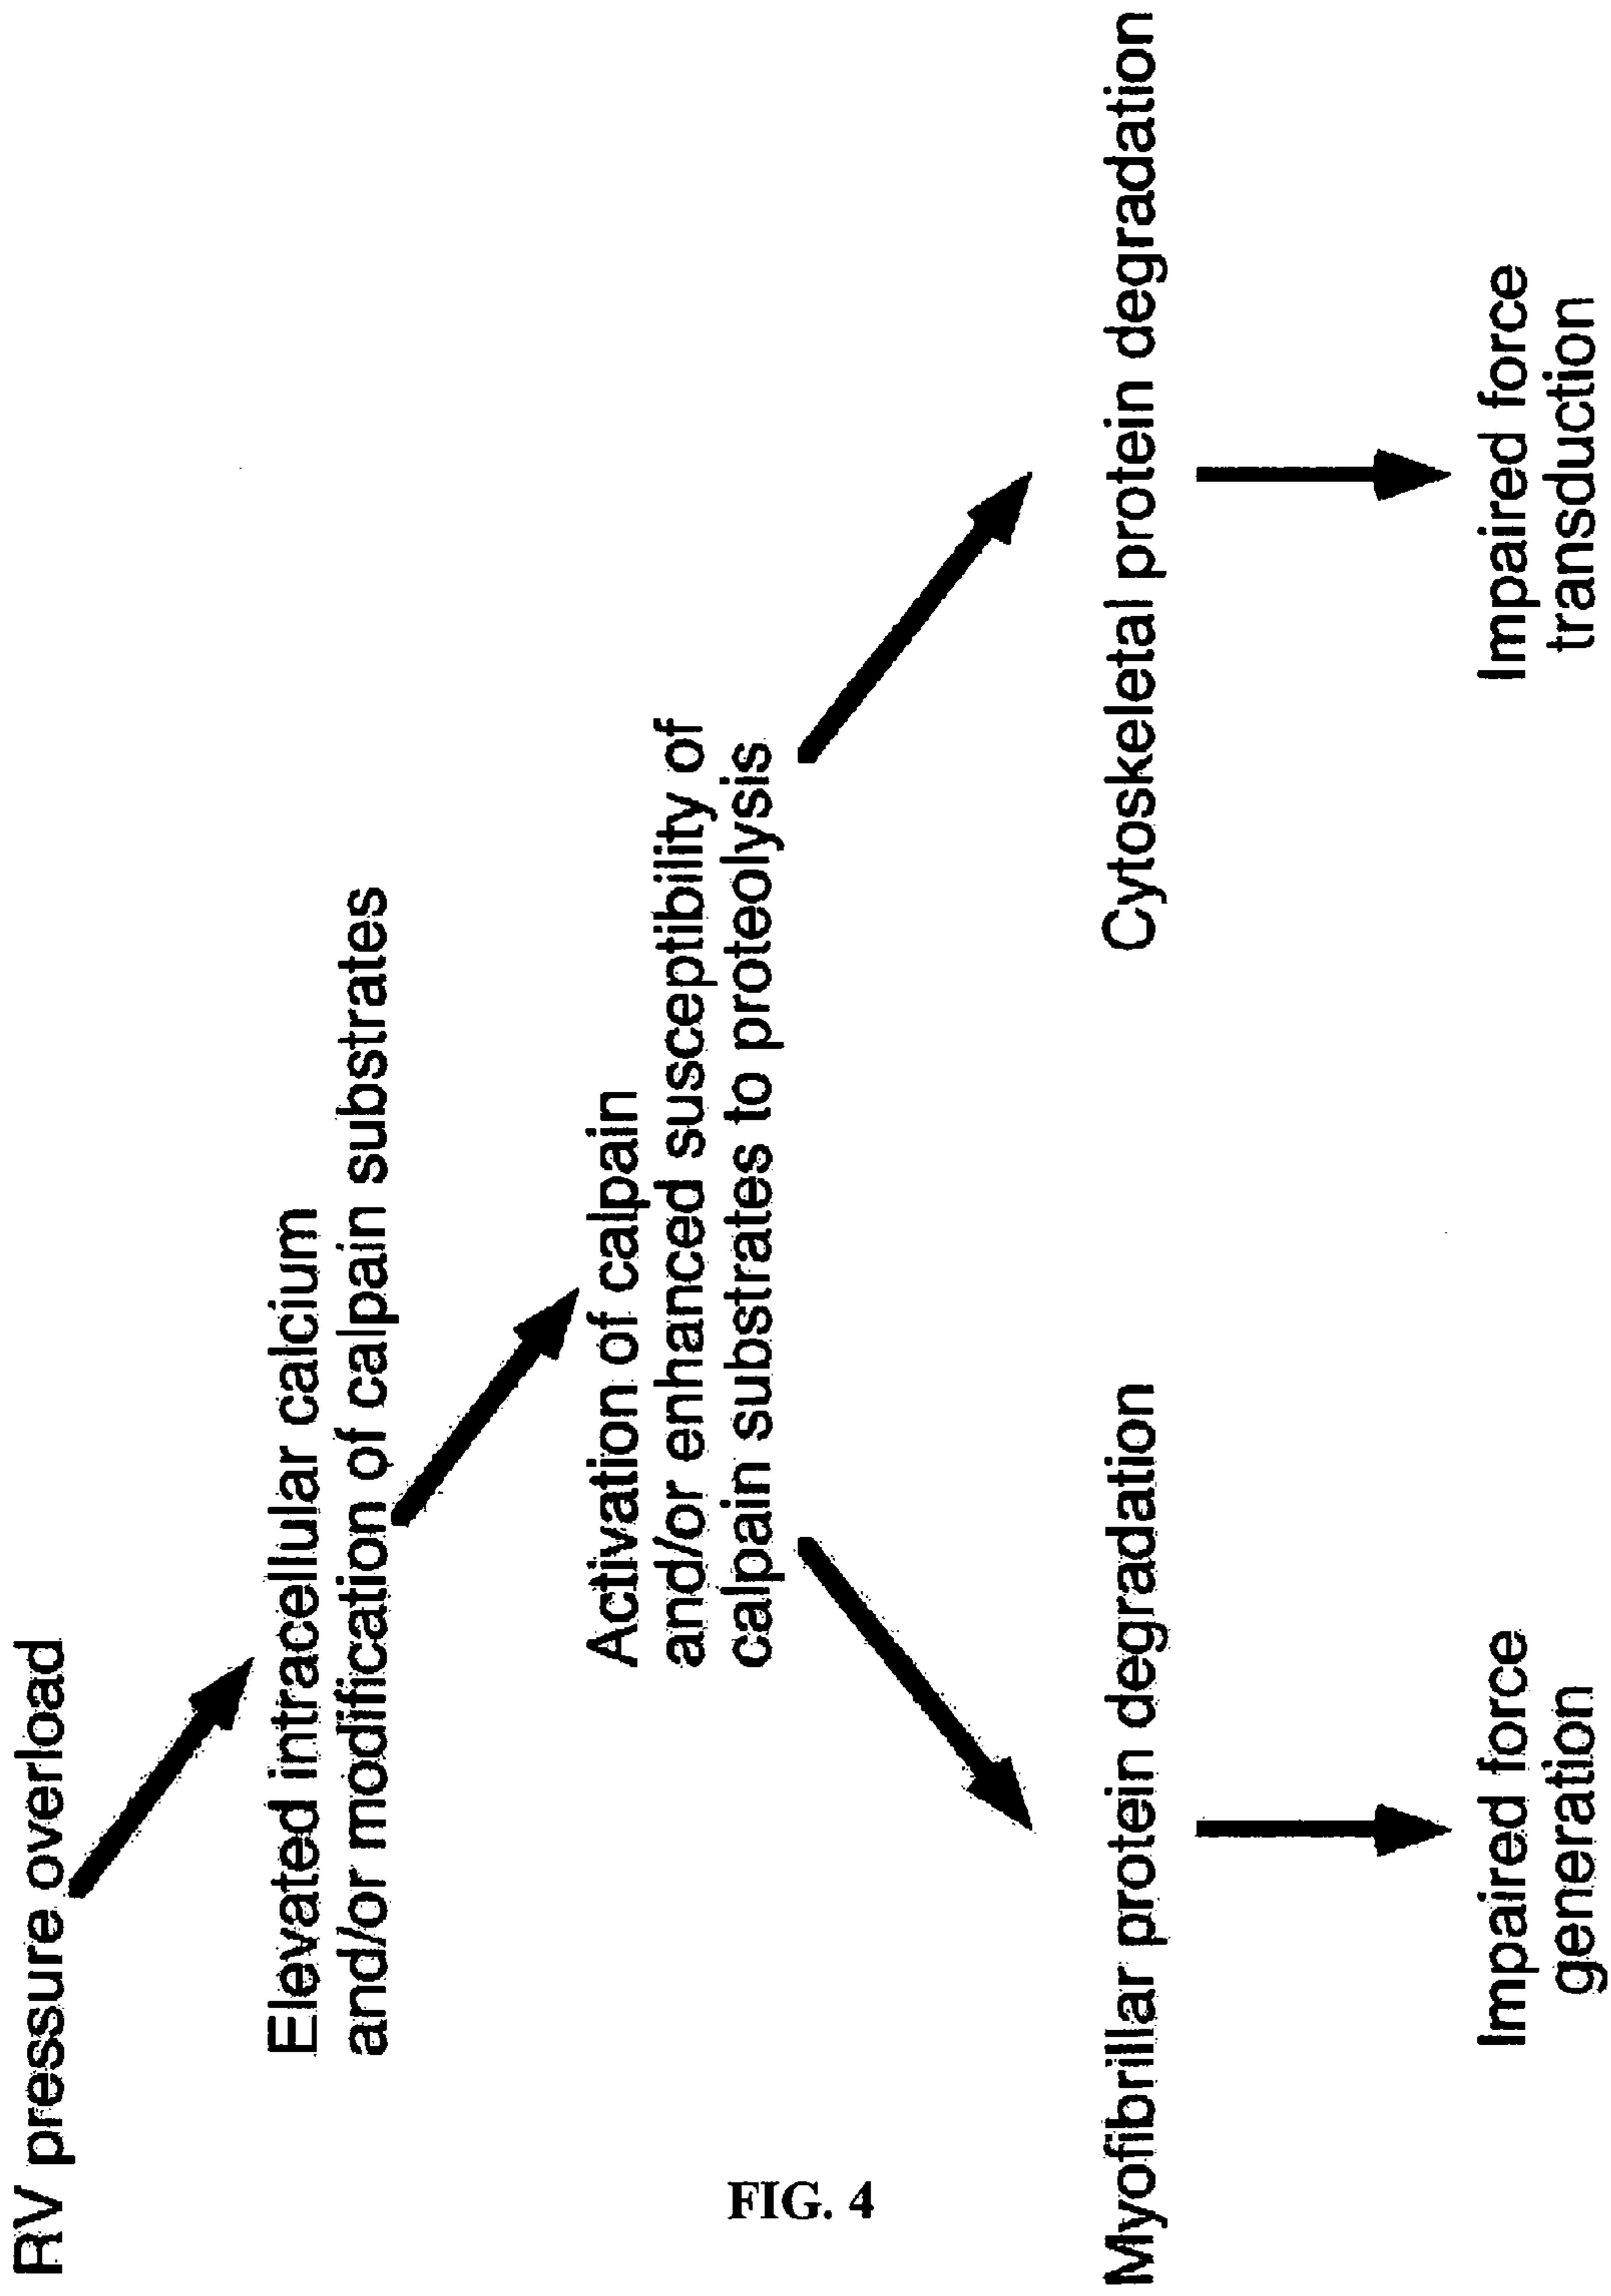 RV pressure overload
Elevated intracellular calcium
and/or modification of calpain substrates
Activation of calpain
and/or enhanced susceptibility of
calpain substrates to proteolysis
Myofibrillar protein degradation
Cytoskeletal protein degradation
Impaired force
generation
Impaired force
transduction
FIG. 4